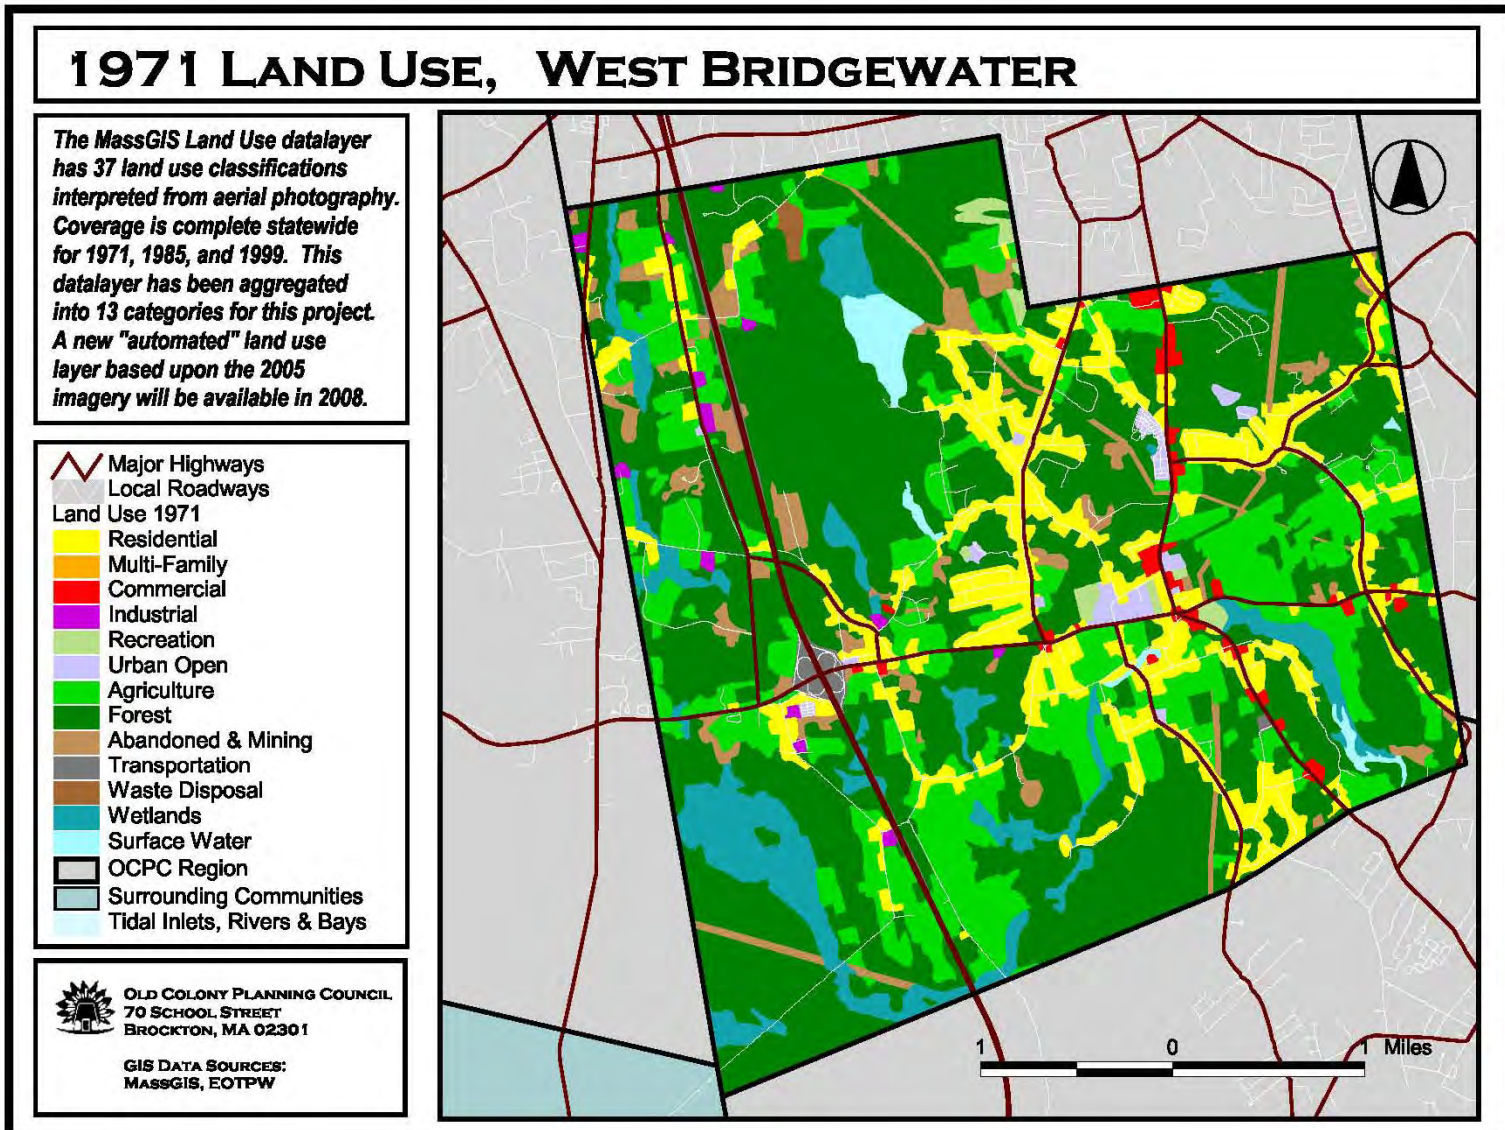 1971 LAND USE, WEST BRIDGEWATER
The MassGIS Land Use datalayer
has 37 land use classifications
interpreted from aerial photography.
Coverage is complete statewide
for 1971, 1985, and 1999. This
datalayer has been aggregated
into 13 categories for this project.
A new "automated" land use
layer based upon the 2005
imagery will be available in 2008.
Major Highways
Local Roadways
Land Use 1971
Residential
Multi-Family
Commercial
Industrial
Recreation
Urban Open
Agriculture
Forest
Abandoned & Mining
Transportation
Waste Disposal
Wetlands
Surface Water
OCPC Region
Surrounding Communities
Tidal Inlets, Rivers & Bays
OLD COLONY PLANNING COUNCIL
70 SCHOOL STREET
BROCKTON, MA 02301
GIS DATA SOURCES:
MASSGIS, EOTPW
1 0 1 Miles